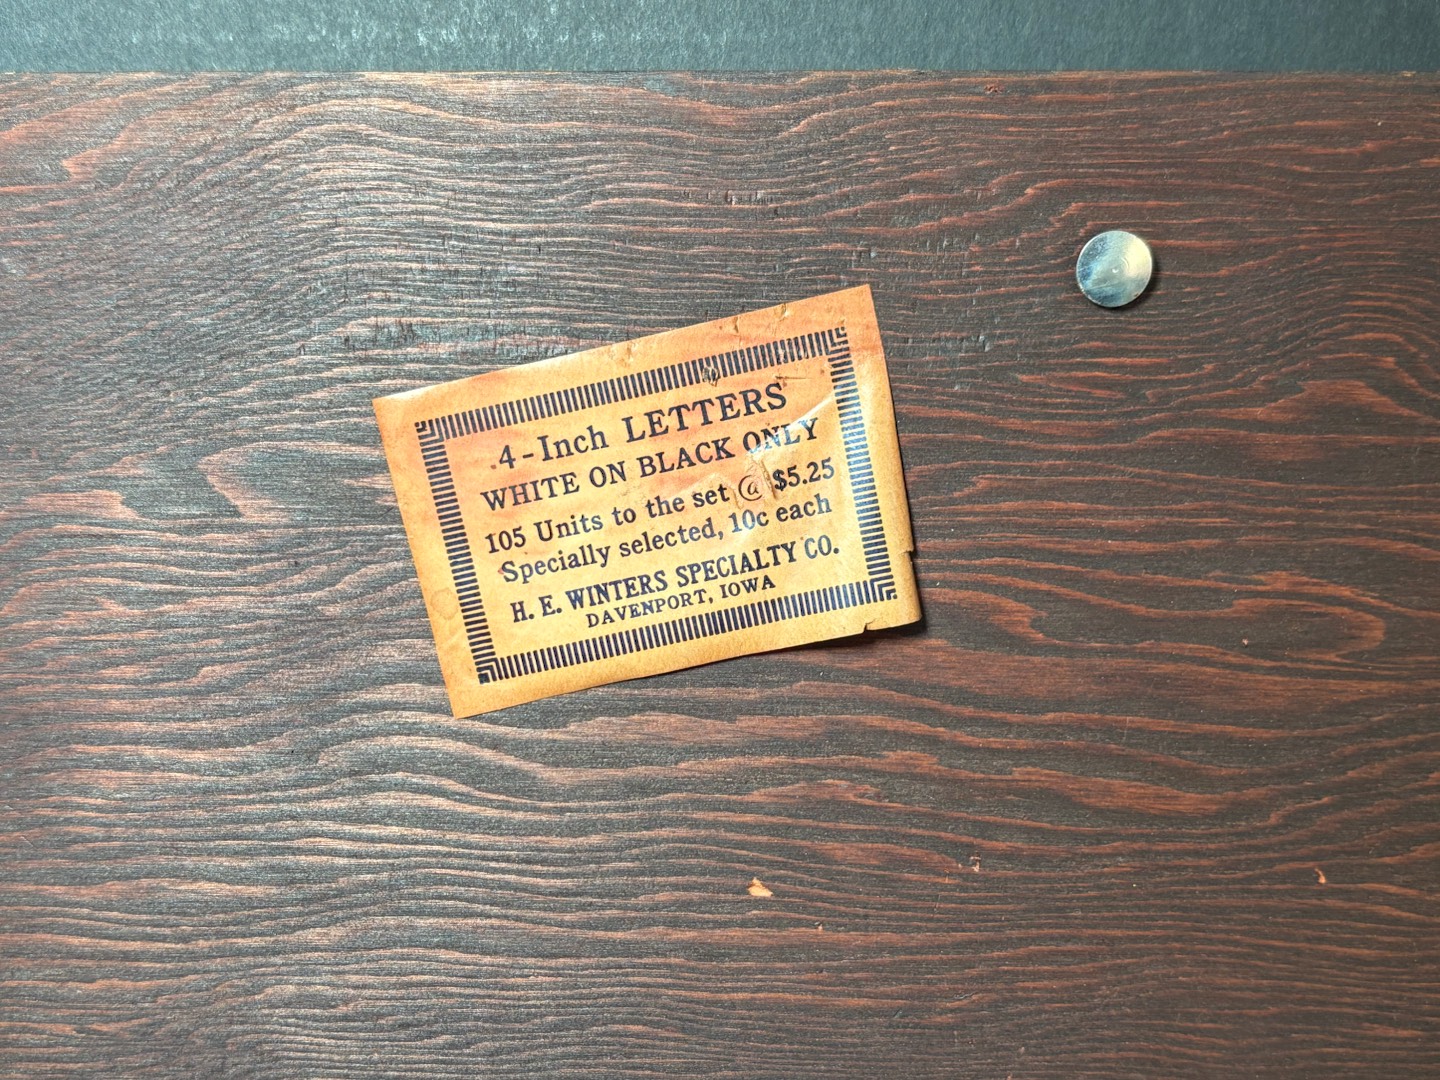 4-Inch LETTERS
WHITE ON BLACK ONLY
105 Units to the set @ $5.25
Specially selected, 10c each
H. E. WINTERS SPECIALTY CO.
DAVENPORT, IOWA